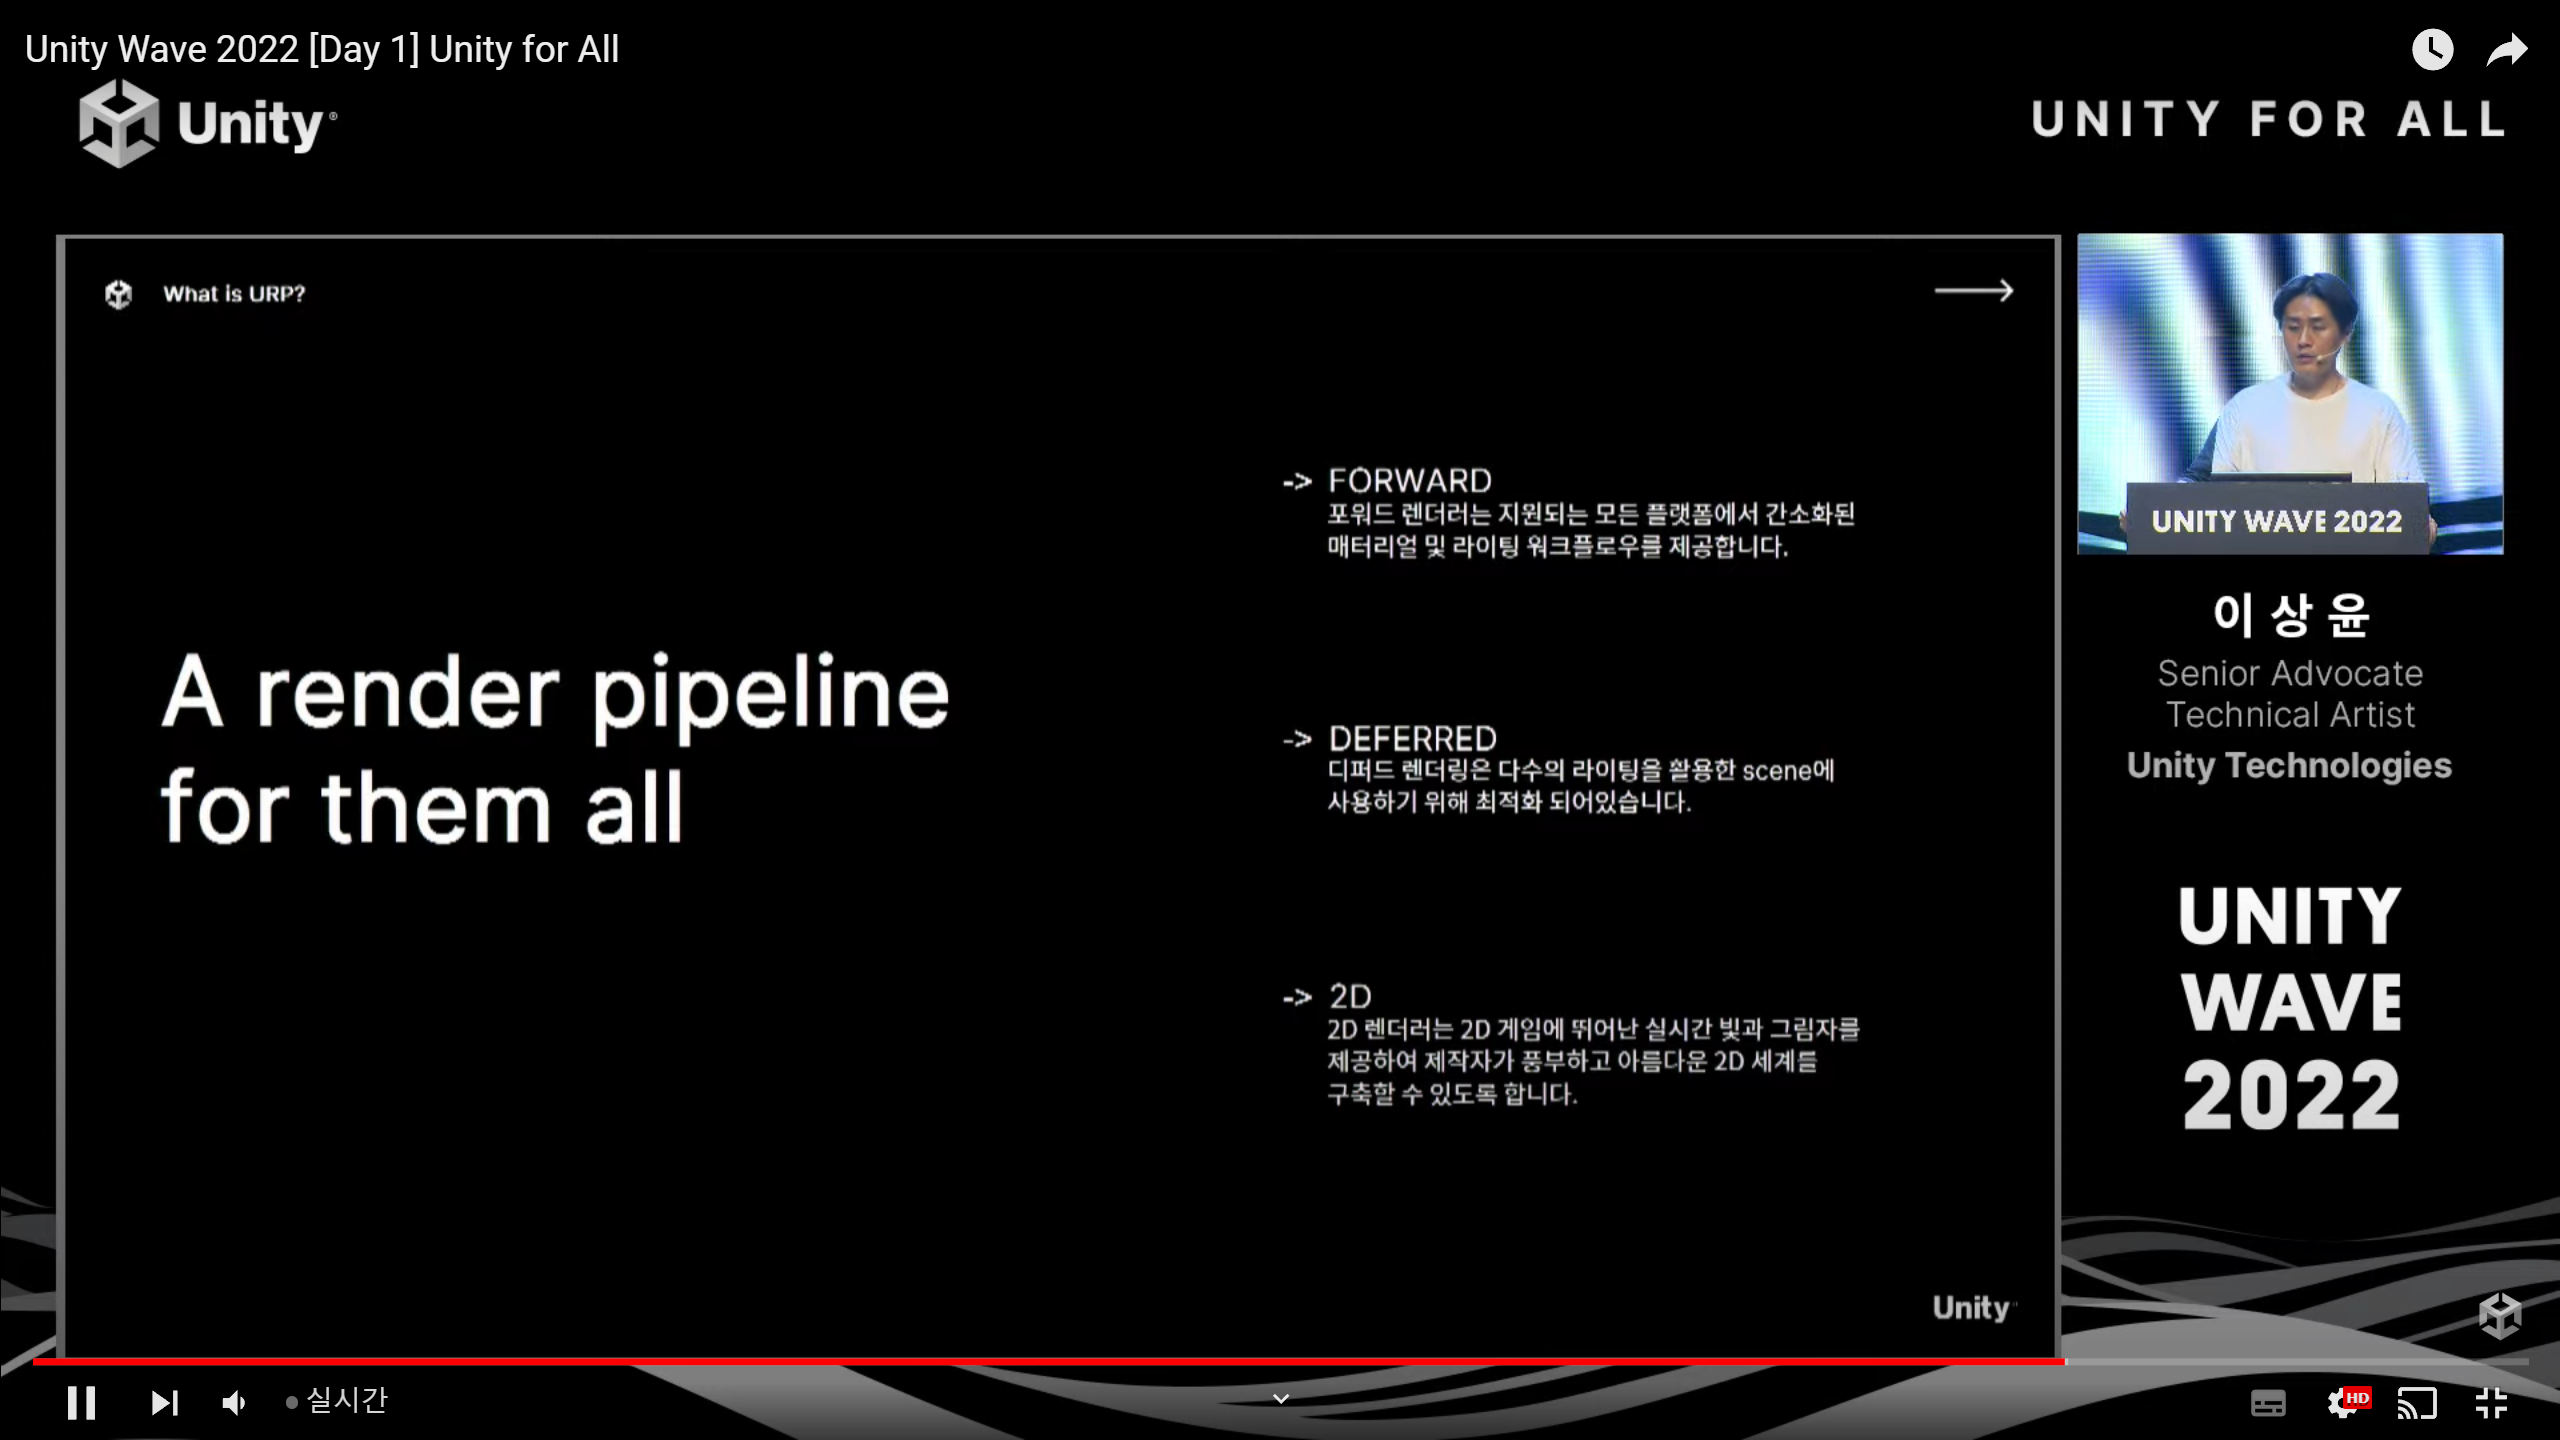 Unity Wave 2022 [Day 1] Unity for All
Unity
UNITY FOR ALL
What is URP?
A render pipeline
for them all
-> FORWARD
포워드 렌더러는 지원되는 모든 플랫폼에서 간소화된
매터리얼 및 라이팅 워크플로우를 제공합니다.
-> DEFERRED
디퍼드 렌더링은 다수의 라이팅을 활용한 scene에
사용하기 위해 최적화 되어있습니다.
-> 2D
2D 렌더러는 2D 게임에 뛰어난 실시간 빛과 그림자를
제공하여 제작자가 풍부하고 아름다운 2D 세계를
구축할 수 있도록 합니다.
Unity
UNITY WAVE 2022
이상윤
Senior Advocate
Technical Artist
Unity Technologies
UNITY
WAVE
2022
실시간
HD